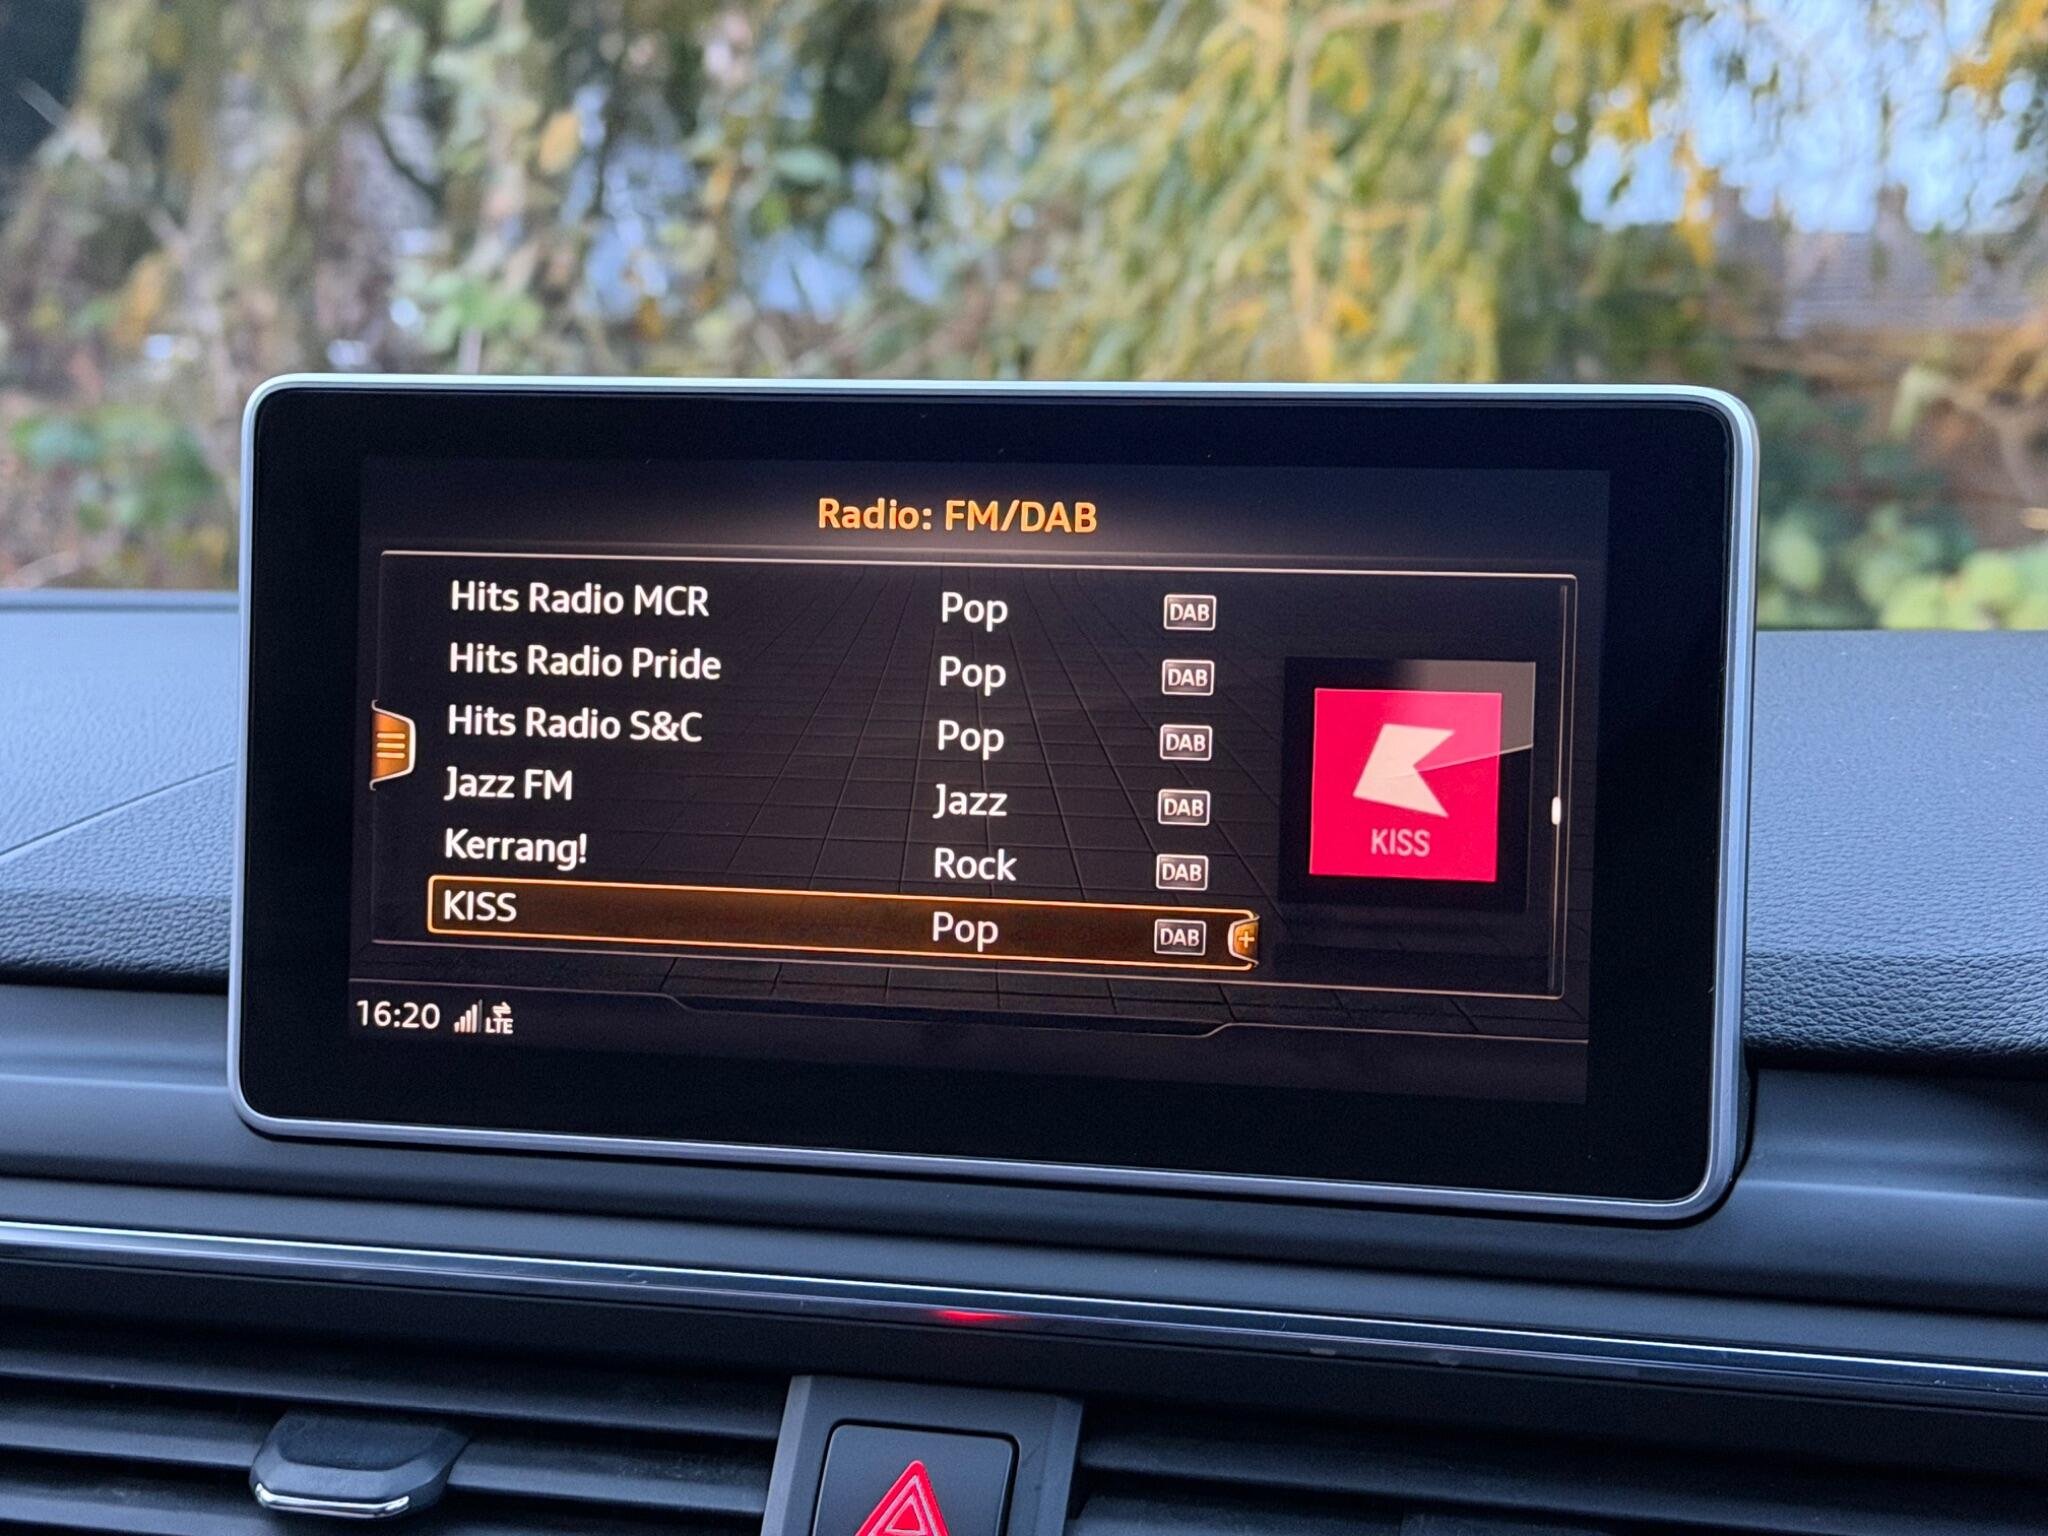 Radio: FM/DAB
Hits Radio MCR Pop DAB
Hits Radio Pride Pop DAB
Hits Radio S&C Pop DAB
Jazz FM Jazz DAB
Kerrang! Rock DAB
KISS Pop DAB
KISS
16:20 LTE